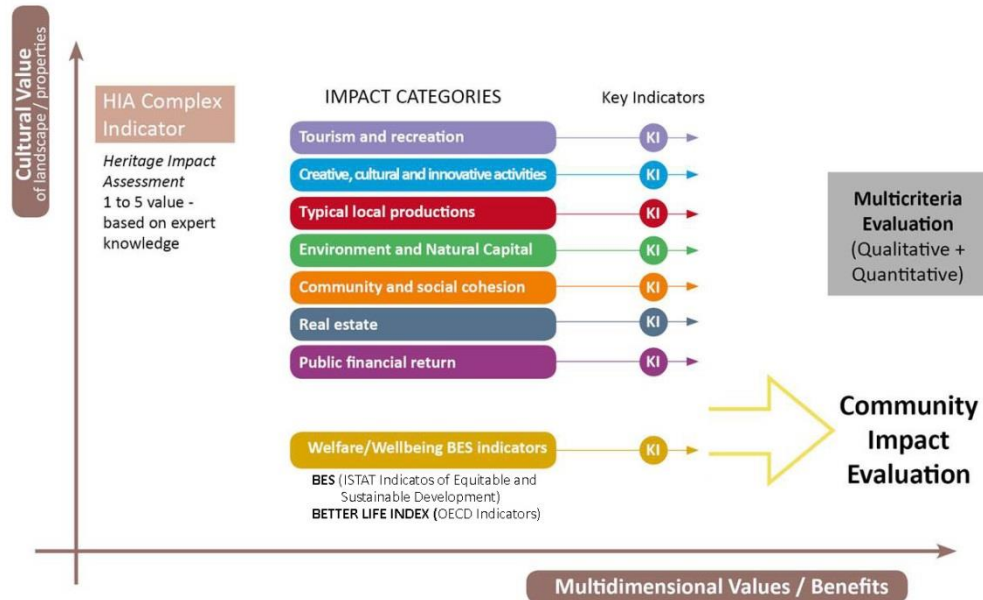 Cultural Value
of landscape / properties
HIA Complex
Indicator
Heritage Impact
Assessment
1 to 5 value -
based on expert
knowledge
IMPACT CATEGORIES
Key Indicators
Tourism and recreation
KI
Creative, cultural and innovative activities
KI
Typical local productions
KI
Environment and Natural Capital
KI
Community and social cohesion
KI
Real estate
KI
Public financial return
KI
Welfare/Wellbeing BES indicators
KI
BES (ISTAT Indicatos of Equitable and
Sustainable Development)
BETTER LIFE INDEX (OECD Indicators)
Multicriteria
Evaluation
(Qualitative +
Quantitative)
Community
Impact
Evaluation
Multidimensional Values / Benefits